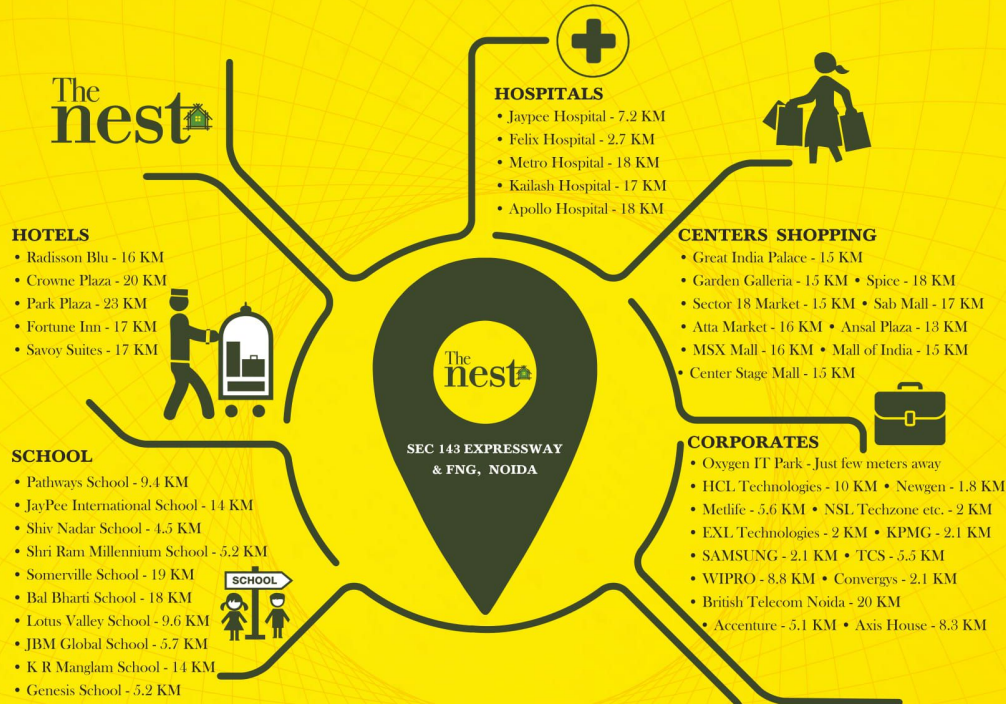 The
nest
HOSPITALS
• Jaypee Hospital - 7.2 KM
• Felix Hospital - 2.7 KM
• Metro Hospital - 18 KM
• Kailash Hospital - 17 KM
• Apollo Hospital - 18 KM
HOTELS
• Radisson Blu - 16 KM
• Crowne Plaza - 20 KM
• Park Plaza - 23 KM
• Fortune Inn - 17 KM
• Savoy Suites - 17 KM
CENTERS SHOPPING
• Great India Palace - 15 KM
• Garden Galleria - 15 KM • Spice - 18 KM
• Sector 18 Market - 15 KM • Sab Mall - 17 KM
• Atta Market - 16 KM • Ansal Plaza - 13 KM
• MSX Mall - 16 KM • Mall of India - 15 KM
• Center Stage Mall - 15 KM
The
nest
SEC 143 EXPRESSWAY
& FNG, NOIDA
SCHOOL
• Pathways School - 9.4 KM
• JayPee International School - 14 KM
• Shiv Nadar School - 4.5 KM
• Shri Ram Millennium School - 5.2 KM
• Somerville School - 19 KM
• Bal Bharti School - 18 KM
• Lotus Valley School - 9.6 KM
• JBM Global School - 5.7 KM
• K R Manglam School - 14 KM
• Genesis School - 5.2 KM
SCHOOL
CORPORATES
• Oxygen IT Park - Just few meters away
• HCL Technologies - 10 KM • Newgen - 1.8 KM
• Metlife - 5.6 KM • NSL Techzone etc. - 2 KM
• EXL Technologies - 2 KM • KPMG - 2.1 KM
• SAMSUNG - 2.1 KM • TCS - 5.5 KM
• WIPRO - 8.8 KM • Convergys - 2.1 KM
• British Telecom Noida - 20 KM
• Accenture - 5.1 KM • Axis House - 8.3 KM